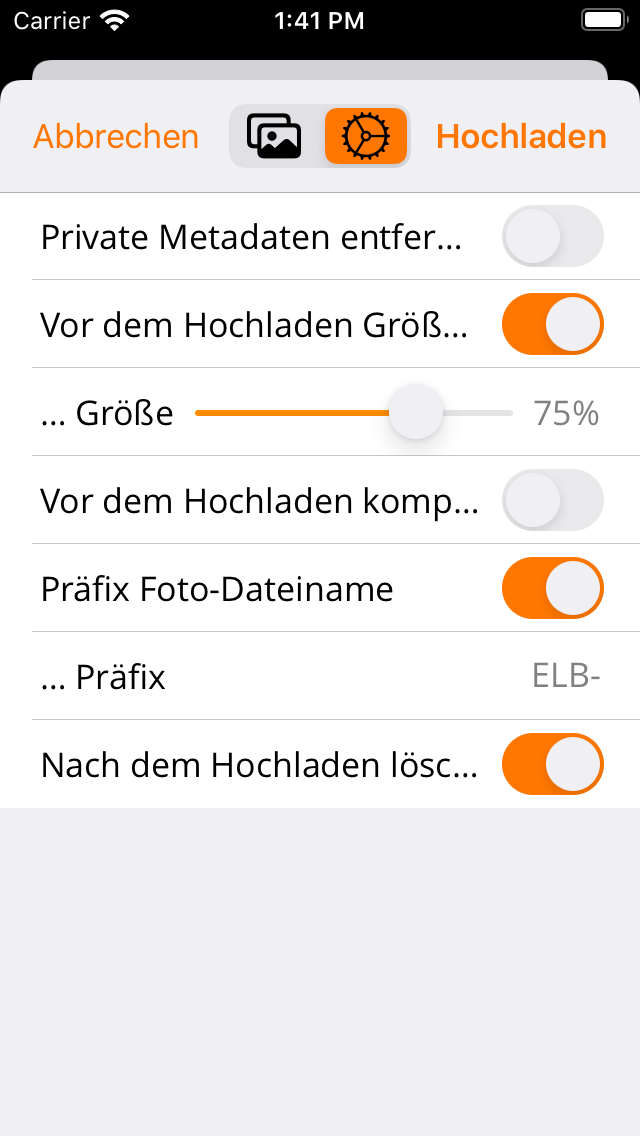 Carrier 1:41 PM
Abbrechen Hochladen
Private Metadaten entfer...
Vor dem Hochladen Größ...
... Größe 75%
Vor dem Hochladen komp...
Präfix Foto-Dateiname
... Präfix ELB-
Nach dem Hochladen lösc...